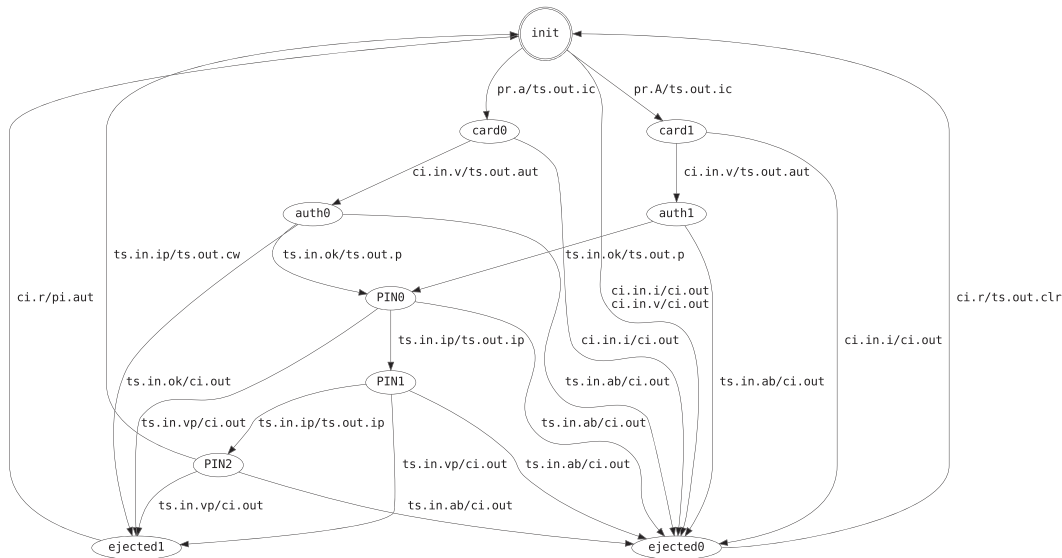 init
pr.a/ts.out.ic
pr.A/ts.out.ic
card0
card1
ci.in.v/ts.out.aut
ci.in.v/ts.out.aut
auth0
auth1
ts.in.ip/ts.out.cw
ts.in.ok/ts.out.p
ts.in.ok/ts.out.p
ci.r/pi.aut
PIN0
ci.in.i/ci.out
ci.in.v/ci.out
ci.r/ts.out.clr
ts.in.ip/ts.out.ip
ci.in.i/ci.out
ci.in.i/ci.out
ts.in.ok/ci.out
PIN1
ts.in.ab/ci.out
ts.in.ab/ci.out
ts.in.vp/ci.out
ts.in.ip/ts.out.ip
ts.in.ab/ci.out
PIN2
ts.in.vp/ci.out
ts.in.ab/ci.out
ts.in.vp/ci.out
ts.in.ab/ci.out
ejected1
ejected0